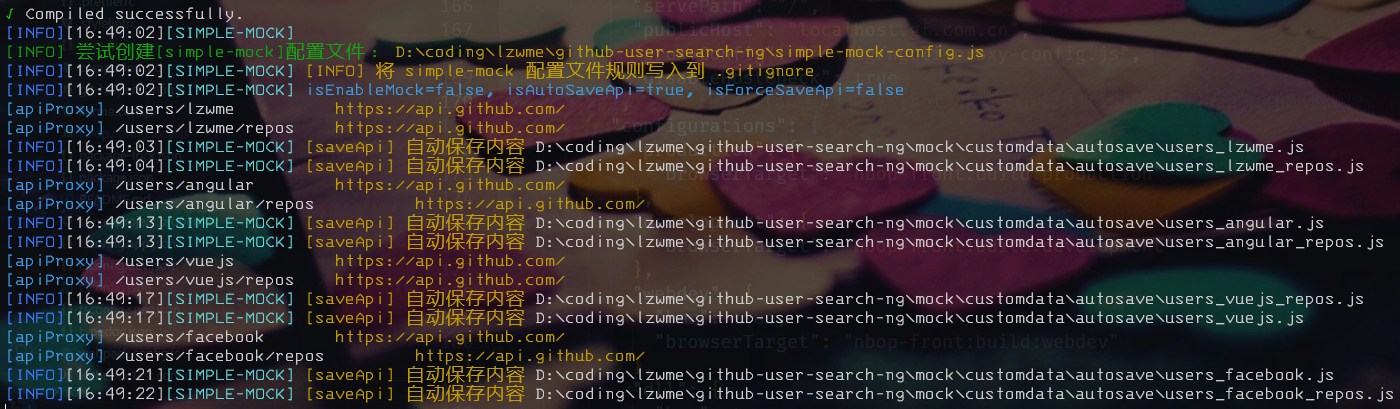 √ Compiled successfully.
[INFO][16:49:02][SIMPLE-MOCK]
[INFO] 尝试创建[simple-mock]配置文件： D:\coding\lzwme\github-user-search-ng\simple-mock-config.js
[INFO][16:49:02][SIMPLE-MOCK] [INFO] 将 simple-mock 配置文件规则写入到 .gitignore
[INFO][16:49:02][SIMPLE-MOCK] isEnableMock=false, isAutoSaveApi=true, isForceSaveApi=false
[apiProxy] /users/lzwme https://api.github.com/
[apiProxy] /users/lzwme/repos https://api.github.com/
[INFO][16:49:03][SIMPLE-MOCK] [saveApi] 自动保存内容 D:\coding\lzwme\github-user-search-ng\mock\customdata\autosave\users_lzwme.js
[INFO][16:49:04][SIMPLE-MOCK] [saveApi] 自动保存内容 D:\coding\lzwme\github-user-search-ng\mock\customdata\autosave\users_lzwme_repos.js
[apiProxy] /users/angular https://api.github.com/
[apiProxy] /users/angular/repos https://api.github.com/
[INFO][16:49:13][SIMPLE-MOCK] [saveApi] 自动保存内容 D:\coding\lzwme\github-user-search-ng\mock\customdata\autosave\users_angular.js
[INFO][16:49:13][SIMPLE-MOCK] [saveApi] 自动保存内容 D:\coding\lzwme\github-user-search-ng\mock\customdata\autosave\users_angular_repos.js
[apiProxy] /users/vuejs https://api.github.com/
[apiProxy] /users/vuejs/repos https://api.github.com/
[INFO][16:49:17][SIMPLE-MOCK] [saveApi] 自动保存内容 D:\coding\lzwme\github-user-search-ng\mock\customdata\autosave\users_vuejs_repos.js
[INFO][16:49:17][SIMPLE-MOCK] [saveApi] 自动保存内容 D:\coding\lzwme\github-user-search-ng\mock\customdata\autosave\users_vuejs.js
[apiProxy] /users/facebook https://api.github.com/
[apiProxy] /users/facebook/repos https://api.github.com/
[INFO][16:49:21][SIMPLE-MOCK] [saveApi] 自动保存内容 D:\coding\lzwme\github-user-search-ng\mock\customdata\autosave\users_facebook.js
[INFO][16:49:22][SIMPLE-MOCK] [saveApi] 自动保存内容 D:\coding\lzwme\github-user-search-ng\mock\customdata\autosave\users_facebook_repos.js